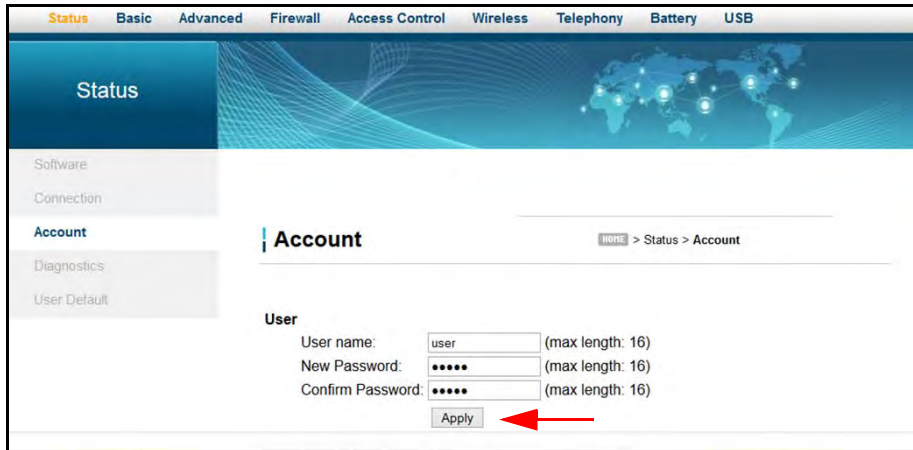 Status Basic Advanced Firewall Access Control Wireless Telephony Battery USB
Status
Software
Connection
Account
Diagnostics
User Default
Account
HOME > Status > Account
User
User name: user (max length: 16)
New Password: ••••• (max length: 16)
Confirm Password: ••••• (max length: 16)
Apply